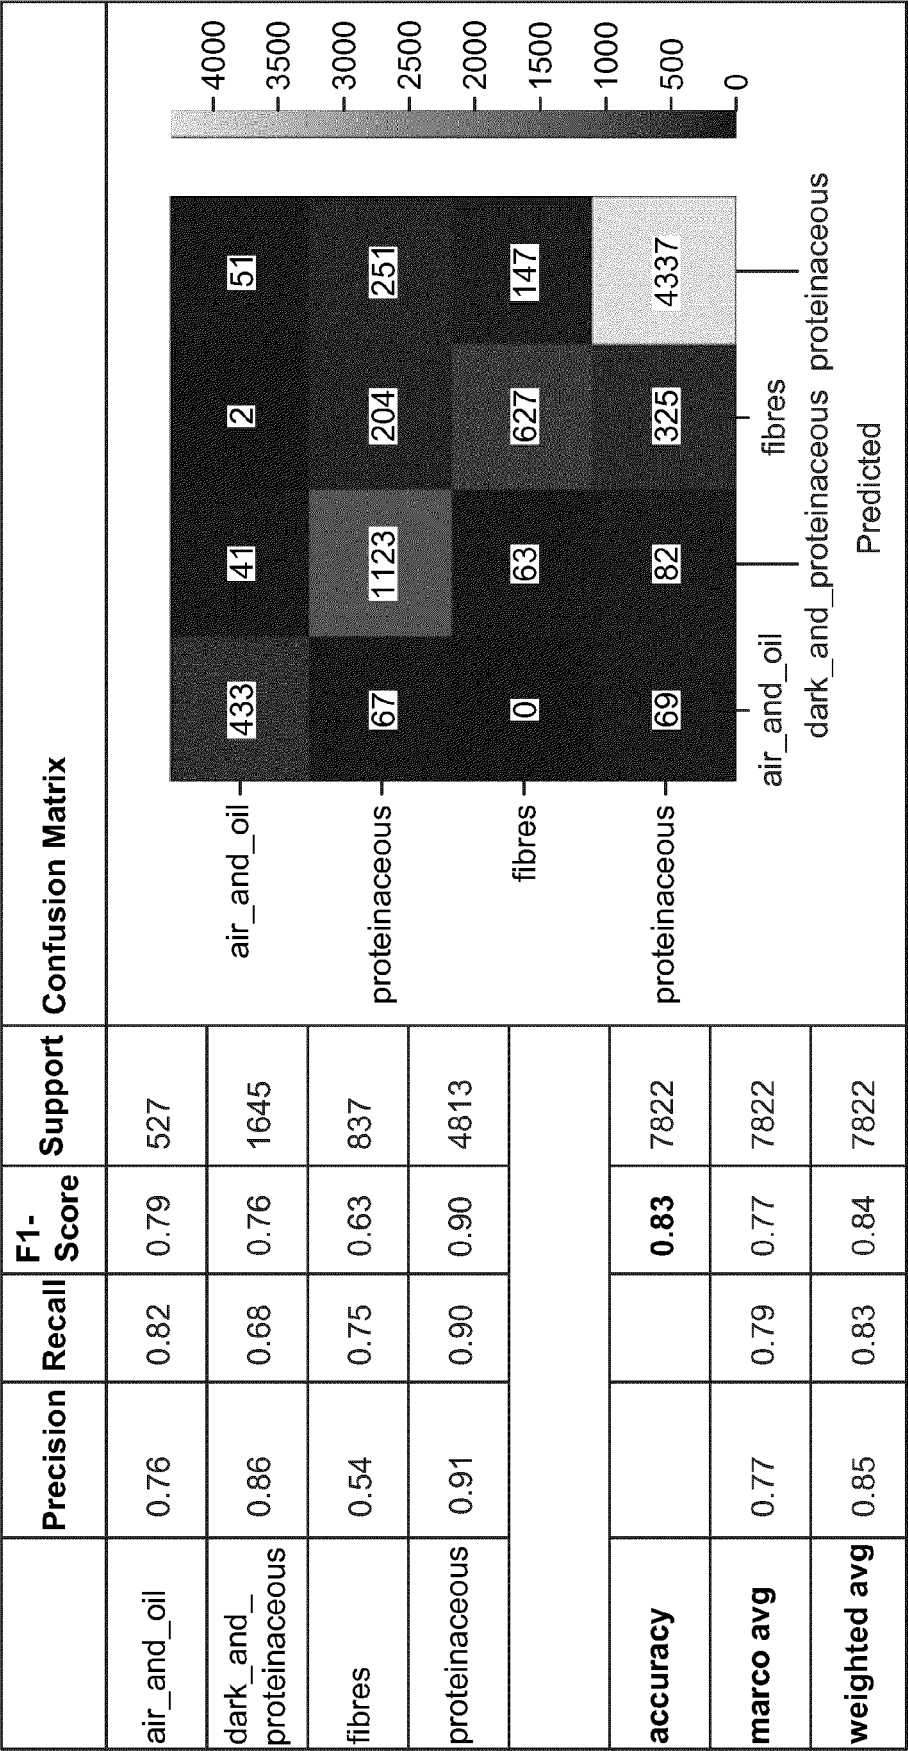 Precision Recall F1-Score Support Confusion Matrix
air_and_oil 0.76 0.82 0.79 527
dark_and_
proteinaceous 0.86 0.68 0.76 1645
fibres 0.54 0.75 0.63 837
proteinaceous 0.91 0.90 0.90 4813
accuracy 0.83 7822
marco avg 0.77 0.79 0.77 7822
weighted avg 0.85 0.83 0.84 7822
air_and_oil 433 41 2 51
proteinaceous 67 1123 204 251
fibres 0 63 627 147
proteinaceous 69 82 325 4337
air_and_oil fibres
dark_and_proteinaceous proteinaceous
Predicted
4000
3500
3000
2500
2000
1500
1000
500
0